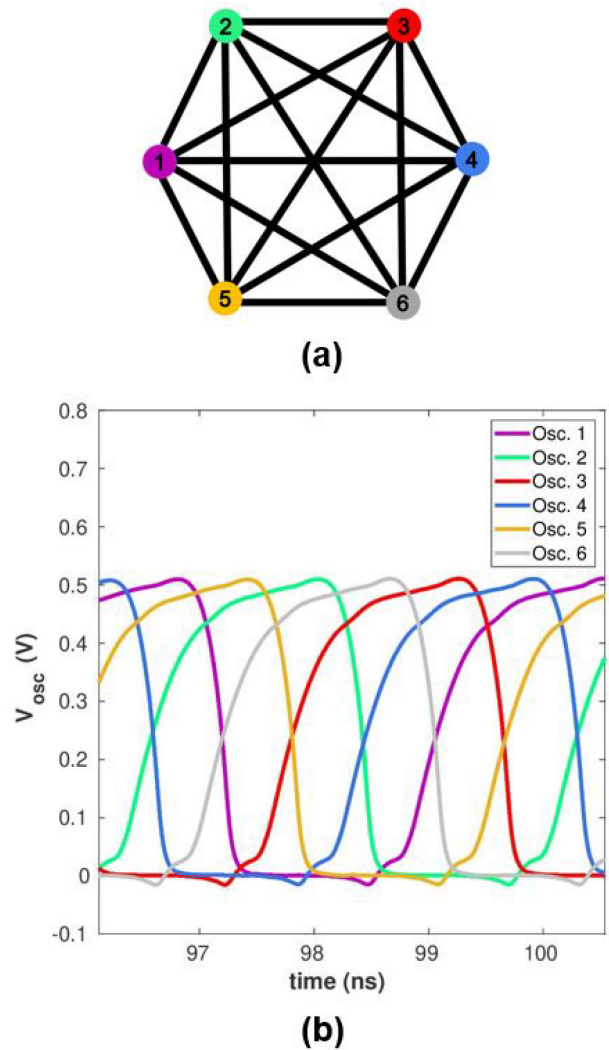 2
3
1
4
5
6
(a)
0.8
0.7
0.6
0.5
0.4
0.3
0.2
0.1
0
-0.1
V_osc (V)
Osc. 1
Osc. 2
Osc. 3
Osc. 4
Osc. 5
Osc. 6
97
98
99
100
time (ns)
(b)